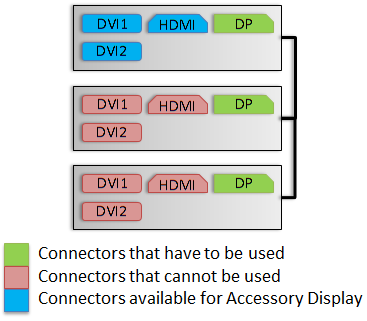 DVI1 HDMI DP
DVI2
DVI1 HDMI DP
DVI2
DVI1 HDMI DP
DVI2
Connectors that have to be used
Connectors that cannot be used
Connectors available for Accessory Display